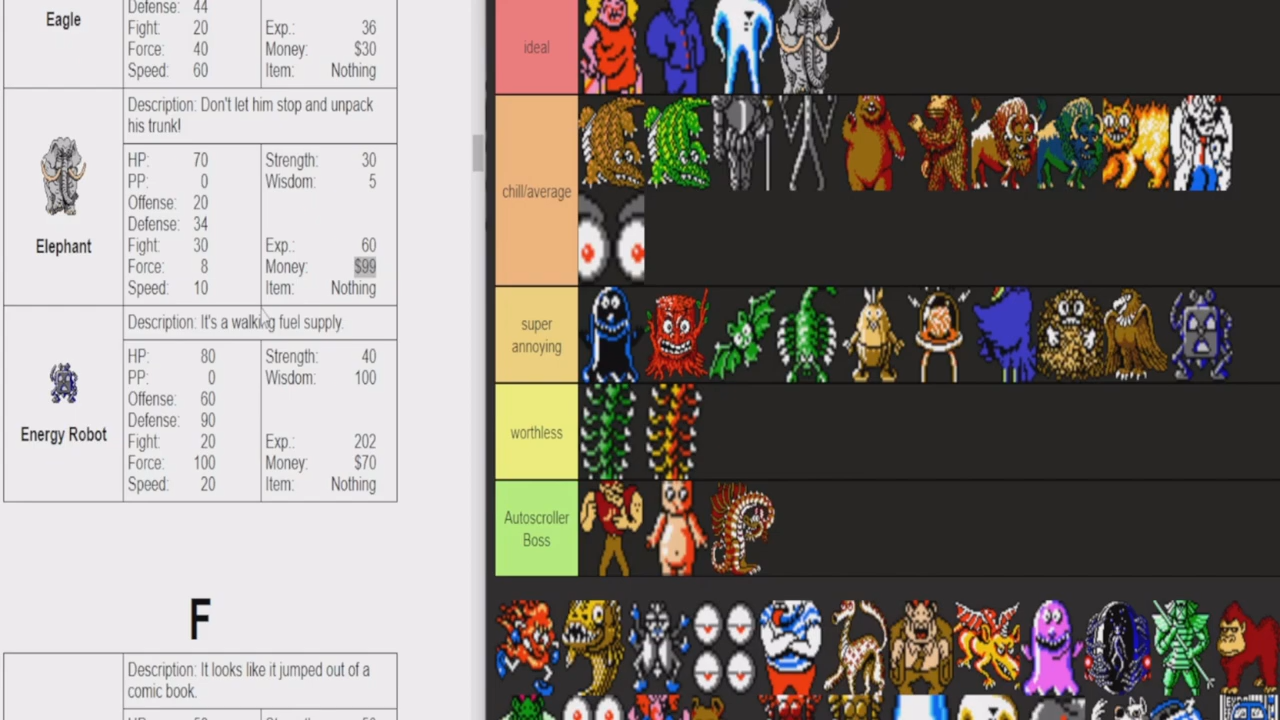 Eagle
Defense: 44
Fight: 20
Exp.: 36
Force: 40
Money: $30
Speed: 60
Item: Nothing
Description: Don't let him stop and unpack
his trunk!
HP: 70
Strength: 30
PP: 0
Wisdom: 5
Offense: 20
Defense: 34
Elephant
Fight: 30
Exp.: 60
Force: 8
Money: $99
Speed: 10
Item: Nothing
Description: It's a walking fuel supply.
HP: 80
Strength: 40
PP: 0
Wisdom: 100
Offense: 60
Defense: 90
Energy Robot
Fight: 20
Exp.: 202
Force: 100
Money: $70
Speed: 20
Item: Nothing
F
Description: It looks like it jumped out of a
comic book.
ideal
chill/average
super
annoying
worthless
Autoscroller
Boss